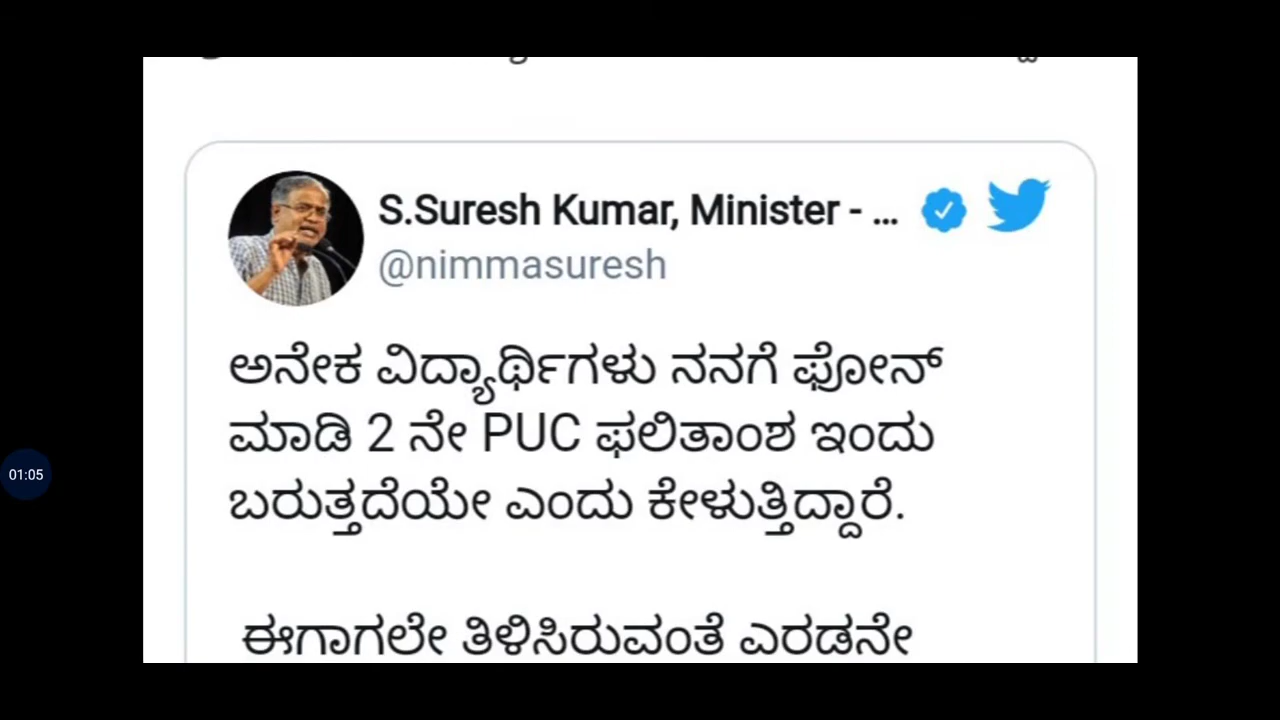 S.Suresh Kumar, Minister - ...
@nimmasuresh
ಅನೇಕ ವಿದ್ಯಾರ್ಥಿಗಳು ನನಗೆ ಫೋನ್
ಮಾಡಿ 2 ನೇ PUC ಫಲಿತಾಂಶ ಇಂದು
ಬರುತ್ತದೆಯೇ ಎಂದು ಕೇಳುತ್ತಿದ್ದಾರೆ.
01:05
ಈಗಾಗಲೇ ತಿಳಿಸಿರುವಂತೆ ಎರಡನೇ